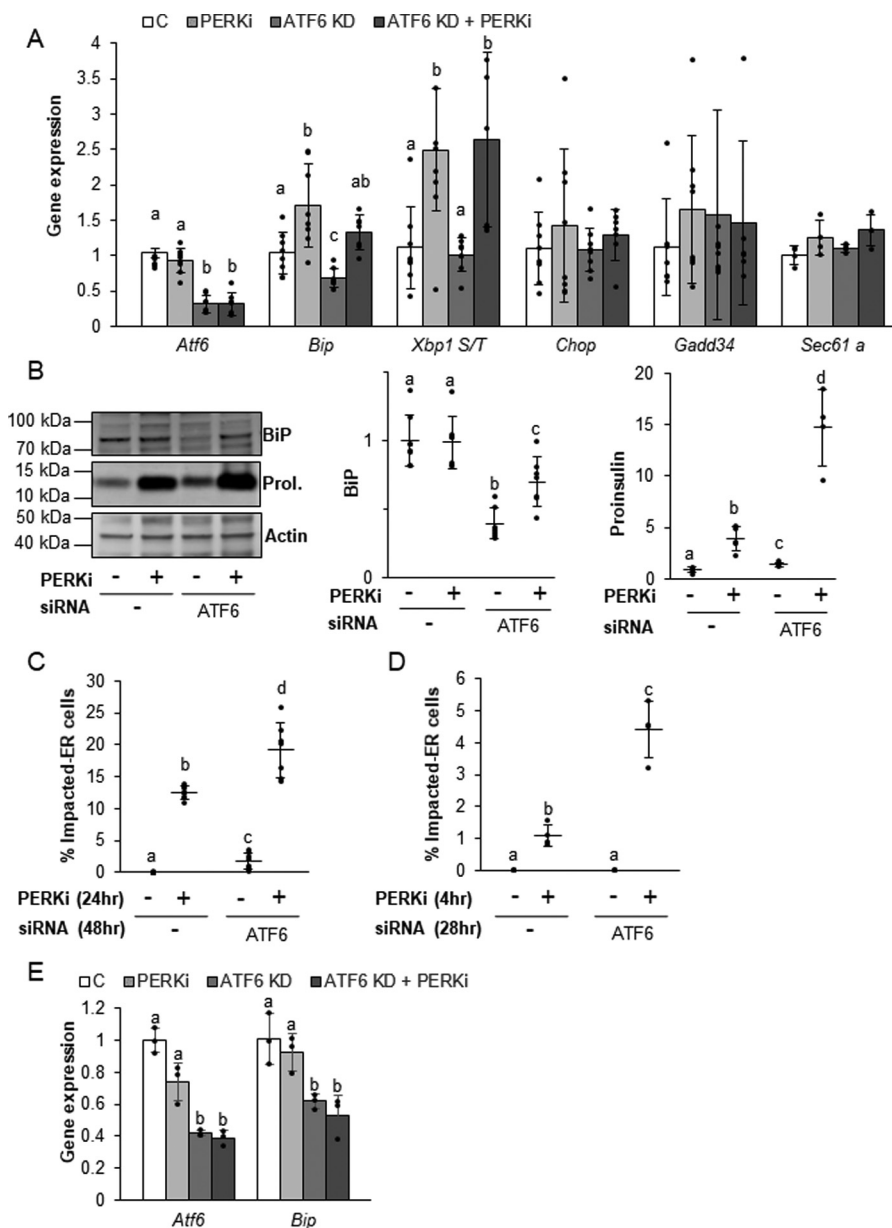 A
C PERKi ATF6 KD ATF6 KD + PERKi
Gene expression
4
3.5
3
2.5
2
1.5
1
0.5
0
a a b b
a b c ab
a b a b
Atf6 Bip Xbp1 S/T Chop Gadd34 Sec61 a
B
100 kDa
70 kDa
BiP
15 kDa
10 kDa
ProI.
50 kDa
40 kDa
Actin
PERKi - + - +
siRNA - ATF6
BiP
1
0
a a b c
PERKi - + - +
siRNA - ATF6
Proinsulin
20
15
10
5
0
a b c d
PERKi - + - +
siRNA - ATF6
C
% Impacted-ER cells
30
25
20
15
10
5
0
a b c d
PERKi (24hr) - + - +
siRNA (48hr) - ATF6
D
% Impacted-ER cells
6
5
4
3
2
1
0
a b a c
PERKi (4hr) - + - +
siRNA (28hr) - ATF6
E
C PERKi ATF6 KD ATF6 KD + PERKi
Gene expression
1.2
1
0.8
0.6
0.4
0.2
0
a a b b
a a b b
Atf6 Bip